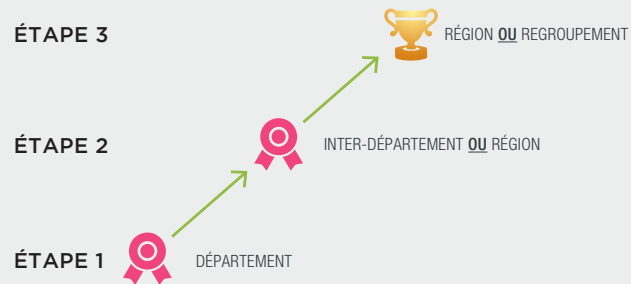 ÉTAPE 3 RÉGION OU REGROUPEMENT
ÉTAPE 2 INTER-DÉPARTEMENT OU RÉGION
ÉTAPE 1 DÉPARTEMENT